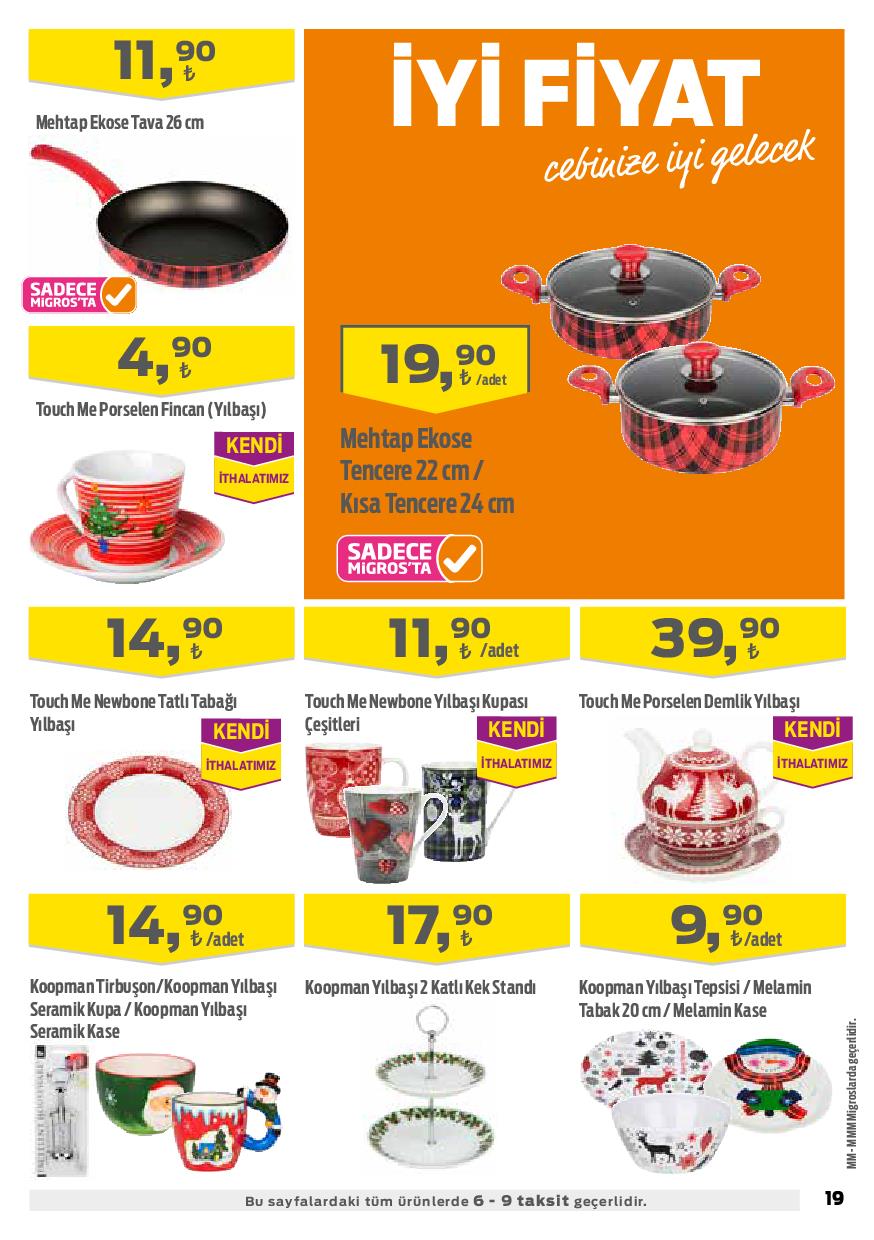 11,90 ₺
Mehtap Ekose Tava 26 cm
SADECE
MİGROS'TA
İYİ FİYAT
cebinize iyi gelecek
19,90 ₺ /adet
Mehtap Ekose
Tencere 22 cm /
Kısa Tencere 24 cm
SADECE
MİGROS'TA
4,90 ₺
Touch Me Porselen Fincan (Yılbaşı)
KENDİ
İTHALATIMIZ
14,90 ₺
Touch Me Newbone Tatlı Tabağı
Yılbaşı
KENDİ
İTHALATIMIZ
11,90 ₺ /adet
Touch Me Newbone Yılbaşı Kupası
Çeşitleri
KENDİ
İTHALATIMIZ
39,90 ₺
Touch Me Porselen Demlik Yılbaşı
KENDİ
İTHALATIMIZ
14,90 ₺ /adet
Koopman Tirbuşon/Koopman Yılbaşı
Seramik Kupa / Koopman Yılbaşı
Seramik Kase
17,90 ₺
Koopman Yılbaşı 2 Katlı Kek Standı
9,90 ₺/adet
Koopman Yılbaşı Tepsisi / Melamin
Tabak 20 cm / Melamin Kase
MM - MMM Migroslarda geçerlidir.
Bu sayfalardaki tüm ürünlerde 6 - 9 taksit geçerlidir.
19